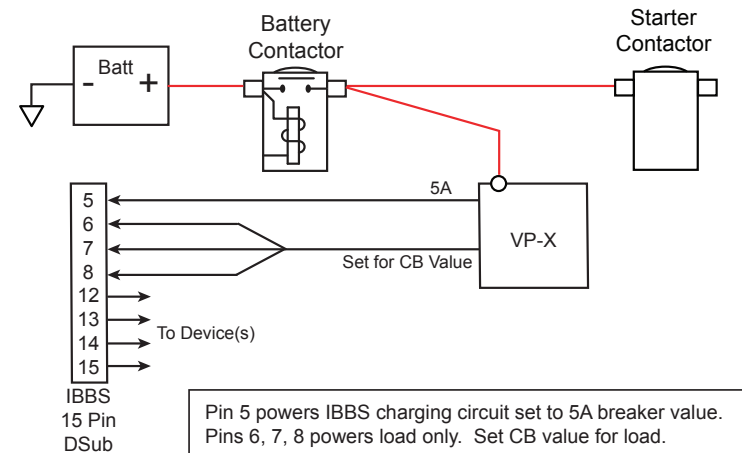 Battery
Contactor
Starter
Contactor
Batt
-
+
5A
5
6
7
8
12
13
14
15
VP-X
Set for CB Value
To Device(s)
IBBS
15 Pin
DSub
Pin 5 powers IBBS charging circuit set to 5A breaker value.
Pins 6, 7, 8 powers load only. Set CB value for load.